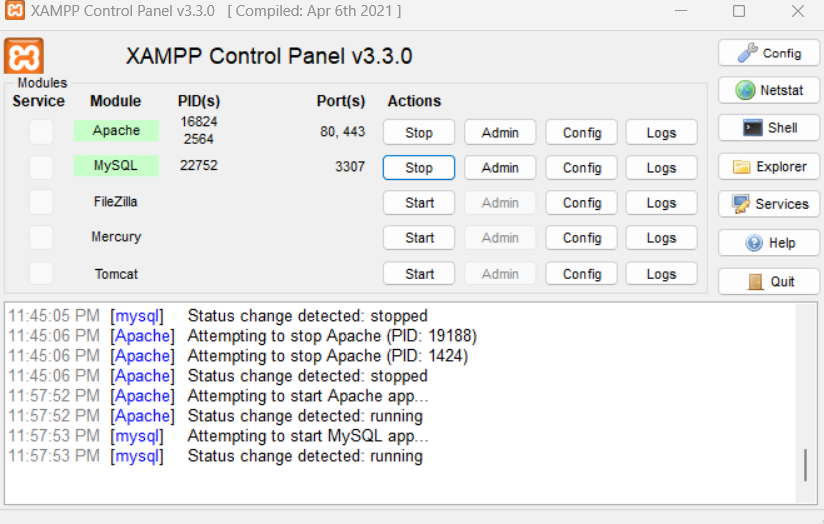 XAMPP Control Panel v3.3.0 [ Compiled: Apr 6th 2021 ]
XAMPP Control Panel v3.3.0
Config
Modules
Service Module PID(s) Port(s) Actions
Netstat
Apache 16824 2564 80, 443 Stop Admin Config Logs
Shell
MySQL 22752 3307 Stop Admin Config Logs
Explorer
FileZilla Start Admin Config Logs
Services
Mercury Start Admin Config Logs
Help
Tomcat Start Admin Config Logs
Quit
11:45:05 PM [mysql] Status change detected: stopped
11:45:06 PM [Apache] Attempting to stop Apache (PID: 19188)
11:45:06 PM [Apache] Attempting to stop Apache (PID: 1424)
11:45:06 PM [Apache] Status change detected: stopped
11:57:52 PM [Apache] Attempting to start Apache app...
11:57:52 PM [Apache] Status change detected: running
11:57:53 PM [mysql] Attempting to start MySQL app...
11:57:53 PM [mysql] Status change detected: running